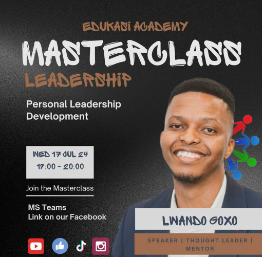 EDUKASI ACADEMY
MASTERCLASS
LEADERSHIP
Personal Leadership
Development
WED 17 JUL 24
17:00 - 20:00
Join the Masterclass
MS Teams
Link on our Facebook
LWANDO GOXO
SPEAKER | THOUGHT LEADER |
MENTOR